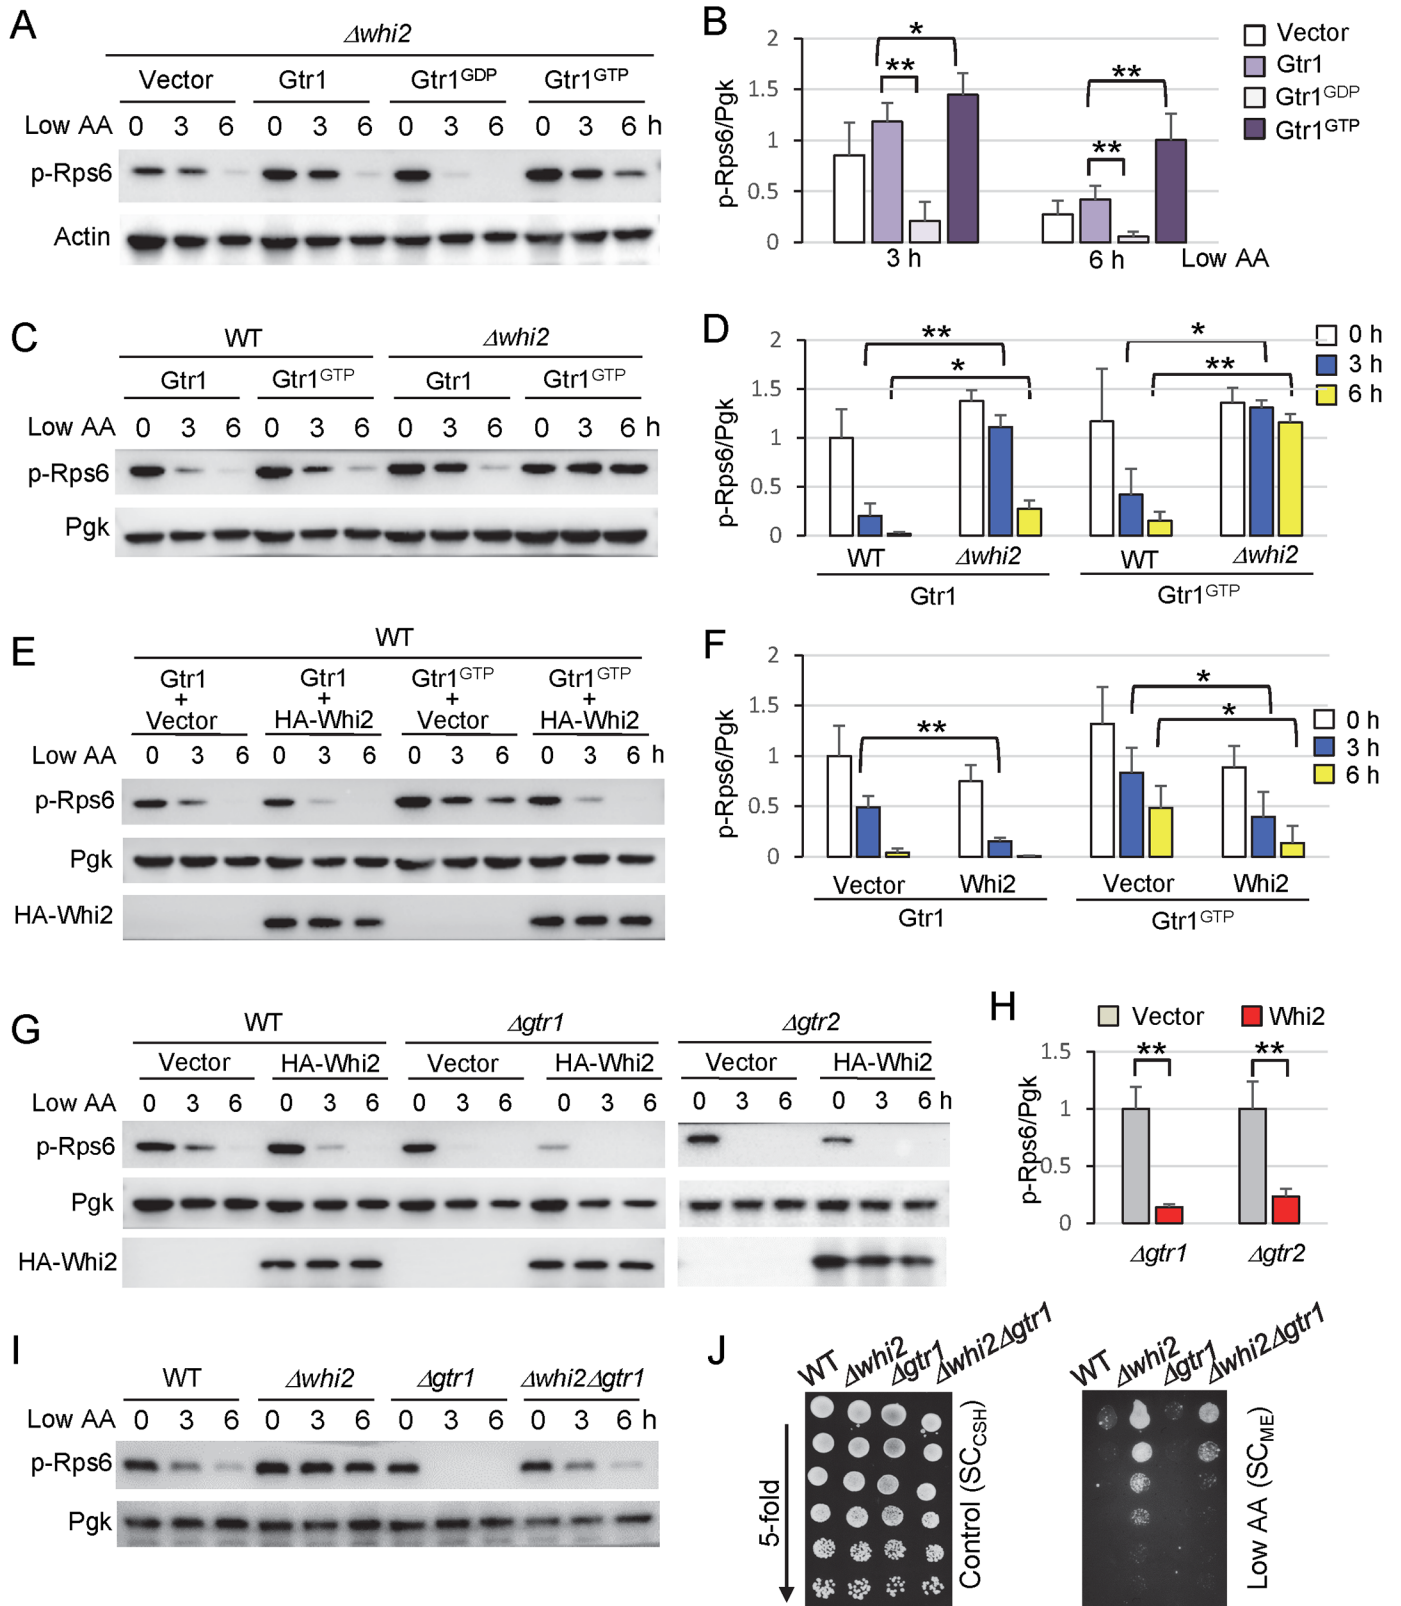 A
Δwhi2
Vector Gtr1 Gtr1GDP Gtr1GTP
Low AA 0 3 6 0 3 6 0 3 6 0 3 6 h
p-Rps6
Actin
B
p-Rps6/Pgk
2
1.5
1
0.5
0
* ** ** **
3 h 6 h Low AA
Vector
Gtr1
Gtr1GDP
Gtr1GTP
C
WT Δwhi2
Gtr1 Gtr1GTP Gtr1 Gtr1GTP
Low AA 0 3 6 0 3 6 0 3 6 0 3 6 h
p-Rps6
Pgk
D
p-Rps6/Pgk
2
1.5
1
0.5
0
** * * **
0 h
3 h
6 h
WT Δwhi2 WT Δwhi2
Gtr1 Gtr1GTP
E
WT
Gtr1 Gtr1 Gtr1GTP Gtr1GTP
+ + + +
Vector HA-Whi2 Vector HA-Whi2
Low AA 0 3 6 0 3 6 0 3 6 0 3 6 h
p-Rps6
Pgk
HA-Whi2
F
p-Rps6/Pgk
2
1.5
1
0.5
0
** * *
0 h
3 h
6 h
Vector Whi2 Vector Whi2
Gtr1 Gtr1GTP
G
WT Δgtr1 Δgtr2
Vector HA-Whi2 Vector HA-Whi2 Vector HA-Whi2
Low AA 0 3 6 0 3 6 0 3 6 0 3 6 0 3 6 0 3 6 h
p-Rps6
Pgk
HA-Whi2
H
Vector Whi2
p-Rps6/Pgk
1.5
1
0.5
0
** **
Δgtr1 Δgtr2
I
WT Δwhi2 Δgtr1 Δwhi2Δgtr1
Low AA 0 3 6 0 3 6 0 3 6 0 3 6 h
p-Rps6
Pgk
J
WT Δwhi2 Δgtr1 Δwhi2Δgtr1
5-fold
Control (SCCSH)
WT Δwhi2 Δgtr1 Δwhi2Δgtr1
Low AA (SCME)